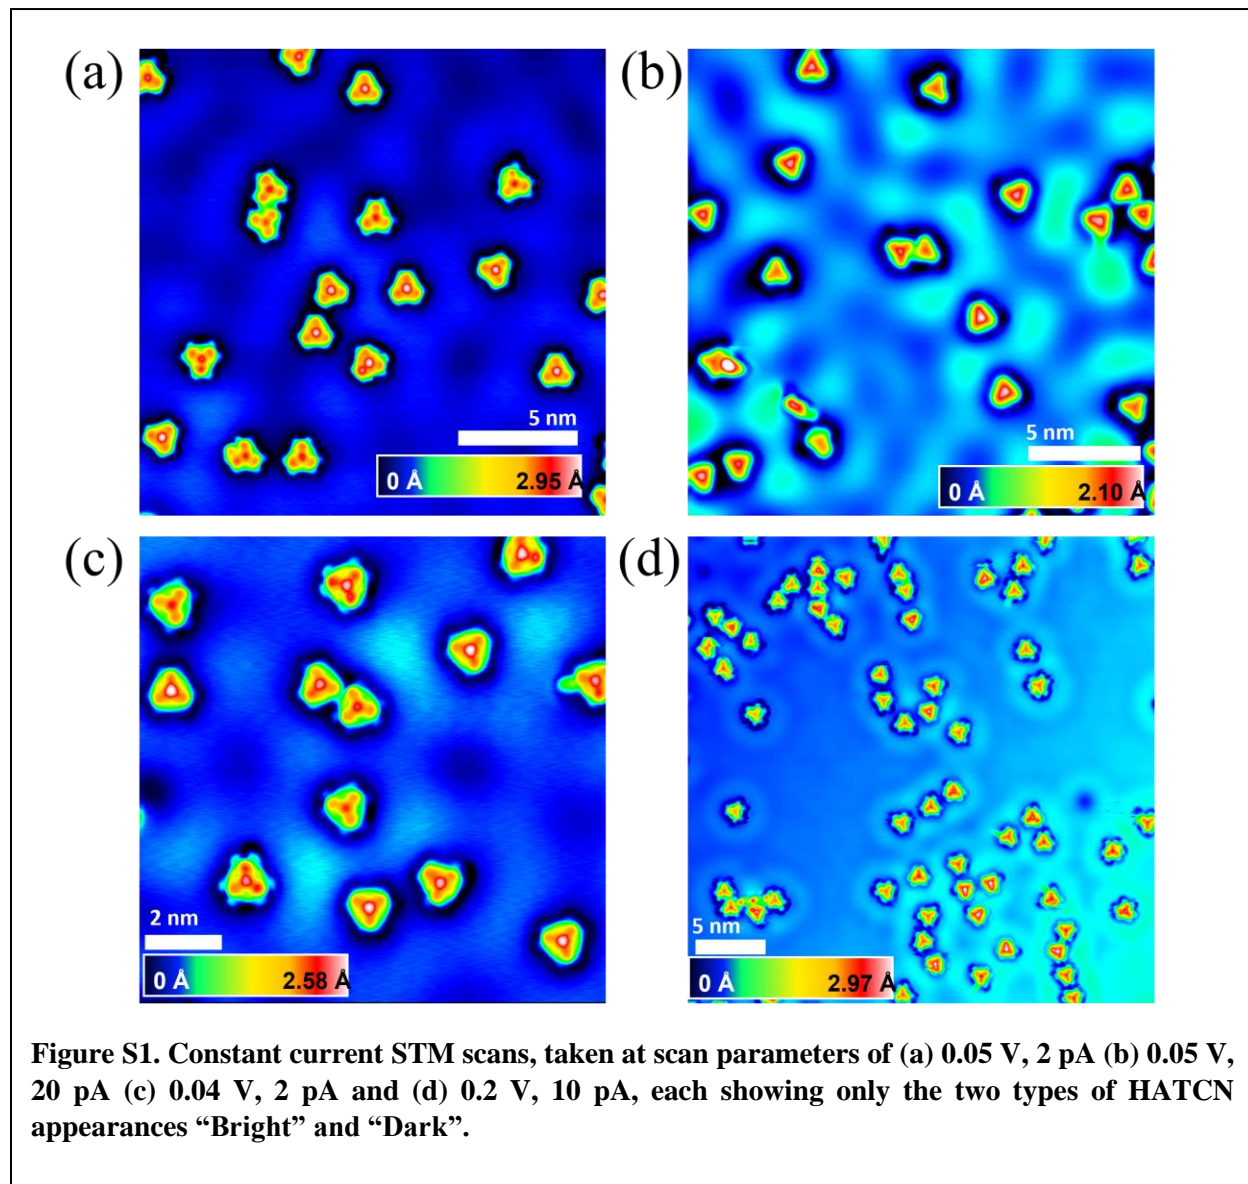 (a)
5 nm
0 Å 2.95 Å
(b)
5 nm
0 Å 2.10 Å
(c)
2 nm
0 Å 2.58 Å
(d)
5 nm
0 Å 2.97 Å
Figure S1. Constant current STM scans, taken at scan parameters of (a) 0.05 V, 2 pA (b) 0.05 V,
20 pA (c) 0.04 V, 2 pA and (d) 0.2 V, 10 pA, each showing only the two types of HATCN
appearances “Bright” and “Dark”.